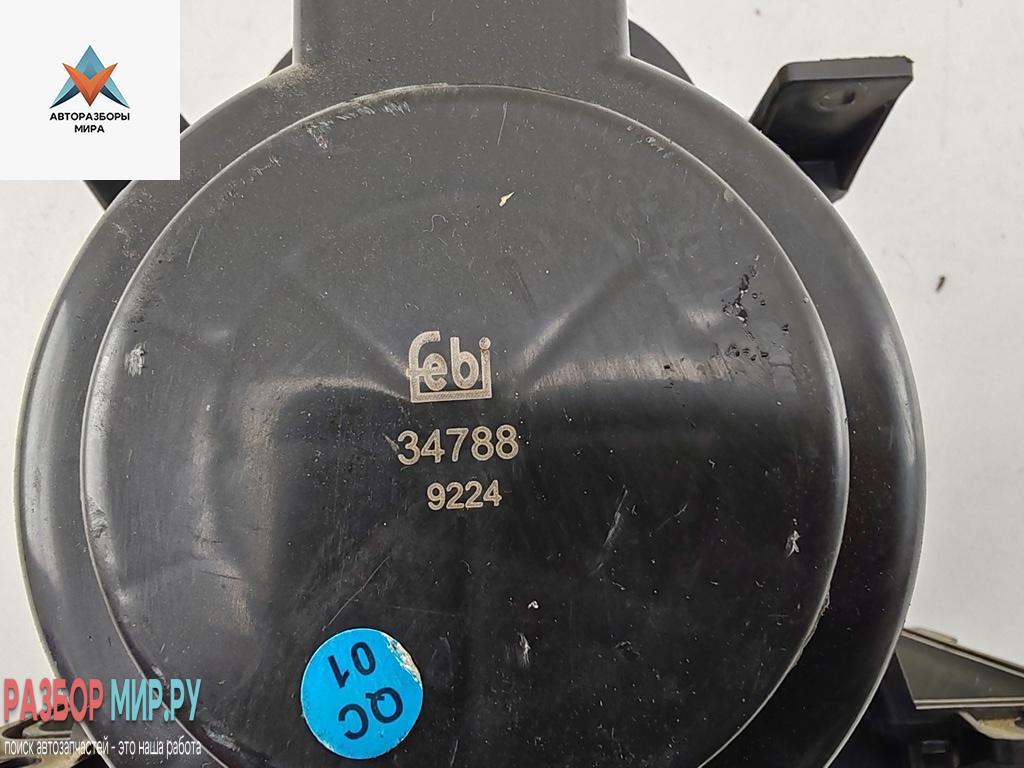 АВТОРАЗБОРЫ
МИРА
febi
34788
9224
QC
01
РАЗБОР МИР.РУ
поиск автозапчастей - это наша работа